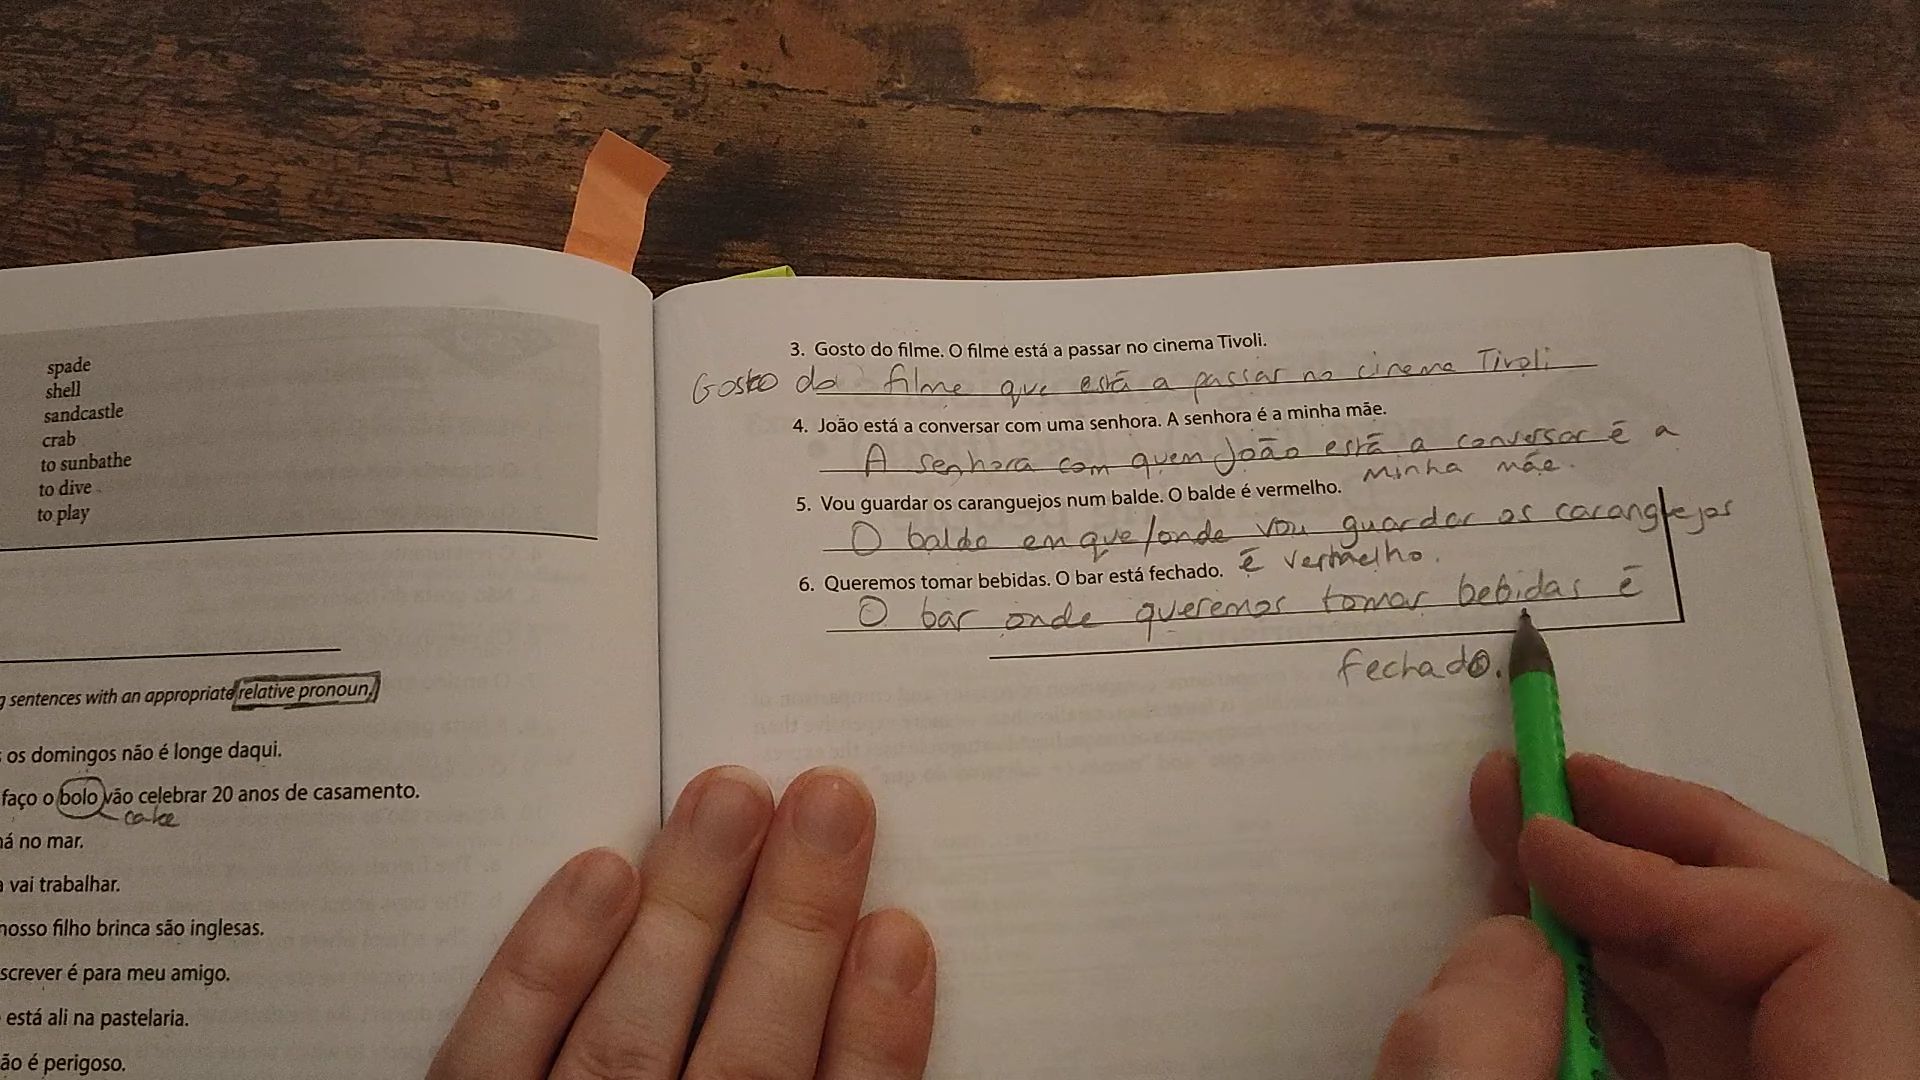 spade
shell
sandcastle
crab
to sunbathe
to dive
to play
sentences with an appropriate relative pronoun.
os domingos não é longe daqui.
faço o bolo vão celebrar 20 anos de casamento.
cake
há no mar.
a vai trabalhar.
nosso filho brinca são inglesas.
screver é para meu amigo.
está ali na pastelaria.
ão é perigoso.
3. Gosto do filme. O filme está a passar no cinema Tivoli.
Gosto do filme que está a passar no cinema Tivoli
4. João está a conversar com uma senhora. A senhora é a minha mãe.
A senhora com quem João está a conversar é a
minha mãe.
5. Vou guardar os caranguejos num balde. O balde é vermelho.
O balde em que/onde vou guardar os caranguejos
é vermelho.
6. Queremos tomar bebidas. O bar está fechado.
O bar onde queremos tomar bebidas é
fechado.